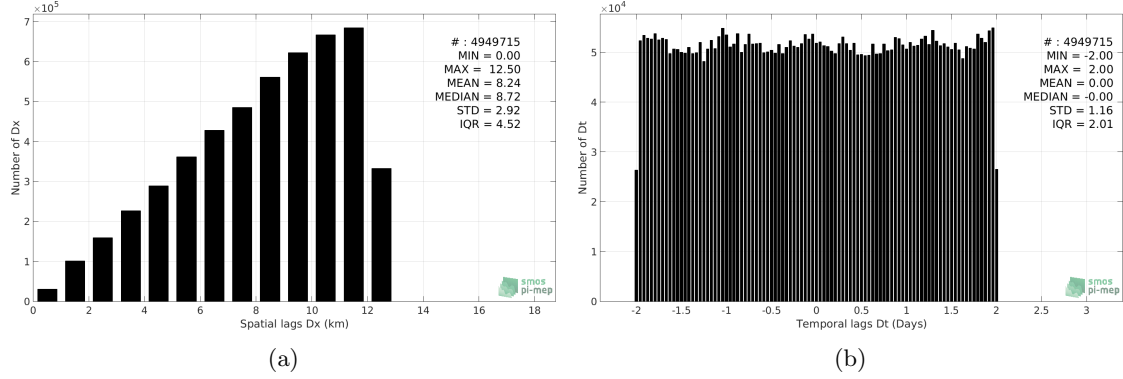 ×10^5
7
6
5
4
3
2
1
0
Number of Dx
# : 4949715
MIN = 0.00
MAX = 12.50
MEAN = 8.24
MEDIAN = 8.72
STD = 2.92
IQR = 4.52
smos
pi-mep
0 2 4 6 8 10 12 14 16 18
Spatial lags Dx (km)
(a)
×10^4
5
4
3
2
1
0
Number of Dt
# : 4949715
MIN = -2.00
MAX = 2.00
MEAN = 0.00
MEDIAN = -0.00
STD = 1.16
IQR = 2.01
smos
pi-mep
-2 -1.5 -1 -0.5 0 0.5 1 1.5 2 2.5 3
Temporal lags Dt (Days)
(b)